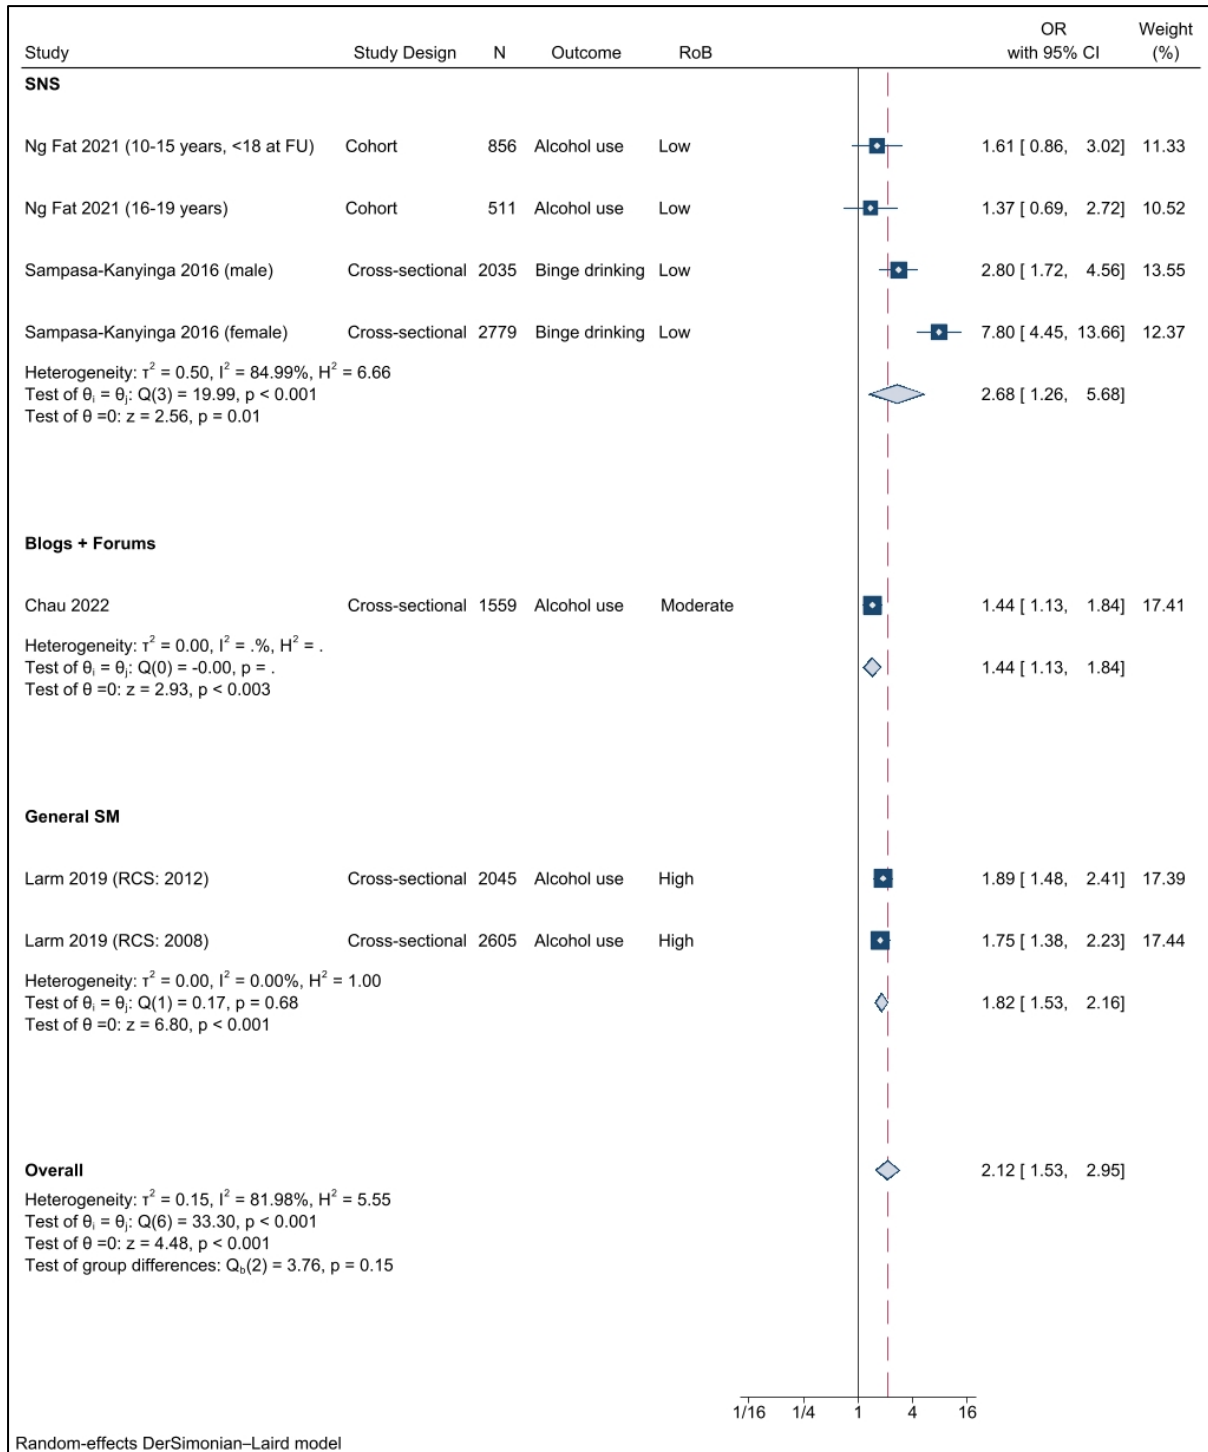 Study Study Design N Outcome RoB OR with 95% CI Weight (%)
SNS
Ng Fat 2021 (10-15 years, <18 at FU) Cohort 856 Alcohol use Low 1.61 [ 0.86, 3.02] 11.33
Ng Fat 2021 (16-19 years) Cohort 511 Alcohol use Low 1.37 [ 0.69, 2.72] 10.52
Sampasa-Kanyinga 2016 (male) Cross-sectional 2035 Binge drinking Low 2.80 [ 1.72, 4.56] 13.55
Sampasa-Kanyinga 2016 (female) Cross-sectional 2779 Binge drinking Low 7.80 [ 4.45, 13.66] 12.37
Heterogeneity: τ² = 0.50, I² = 84.99%, H² = 6.66
Test of θᵢ = θⱼ: Q(3) = 19.99, p < 0.001 2.68 [ 1.26, 5.68]
Test of θ =0: z = 2.56, p = 0.01
Blogs + Forums
Chau 2022 Cross-sectional 1559 Alcohol use Moderate 1.44 [ 1.13, 1.84] 17.41
Heterogeneity: τ² = 0.00, I² = .%, H² = .
Test of θᵢ = θⱼ: Q(0) = -0.00, p = . 1.44 [ 1.13, 1.84]
Test of θ =0: z = 2.93, p < 0.003
General SM
Larm 2019 (RCS: 2012) Cross-sectional 2045 Alcohol use High 1.89 [ 1.48, 2.41] 17.39
Larm 2019 (RCS: 2008) Cross-sectional 2605 Alcohol use High 1.75 [ 1.38, 2.23] 17.44
Heterogeneity: τ² = 0.00, I² = 0.00%, H² = 1.00
Test of θᵢ = θⱼ: Q(1) = 0.17, p = 0.68 1.82 [ 1.53, 2.16]
Test of θ =0: z = 6.80, p < 0.001
Overall 2.12 [ 1.53, 2.95]
Heterogeneity: τ² = 0.15, I² = 81.98%, H² = 5.55
Test of θᵢ = θⱼ: Q(6) = 33.30, p < 0.001
Test of θ =0: z = 4.48, p < 0.001
Test of group differences: Q_b(2) = 3.76, p = 0.15
1/16 1/4 1 4 16
Random-effects DerSimonian–Laird model